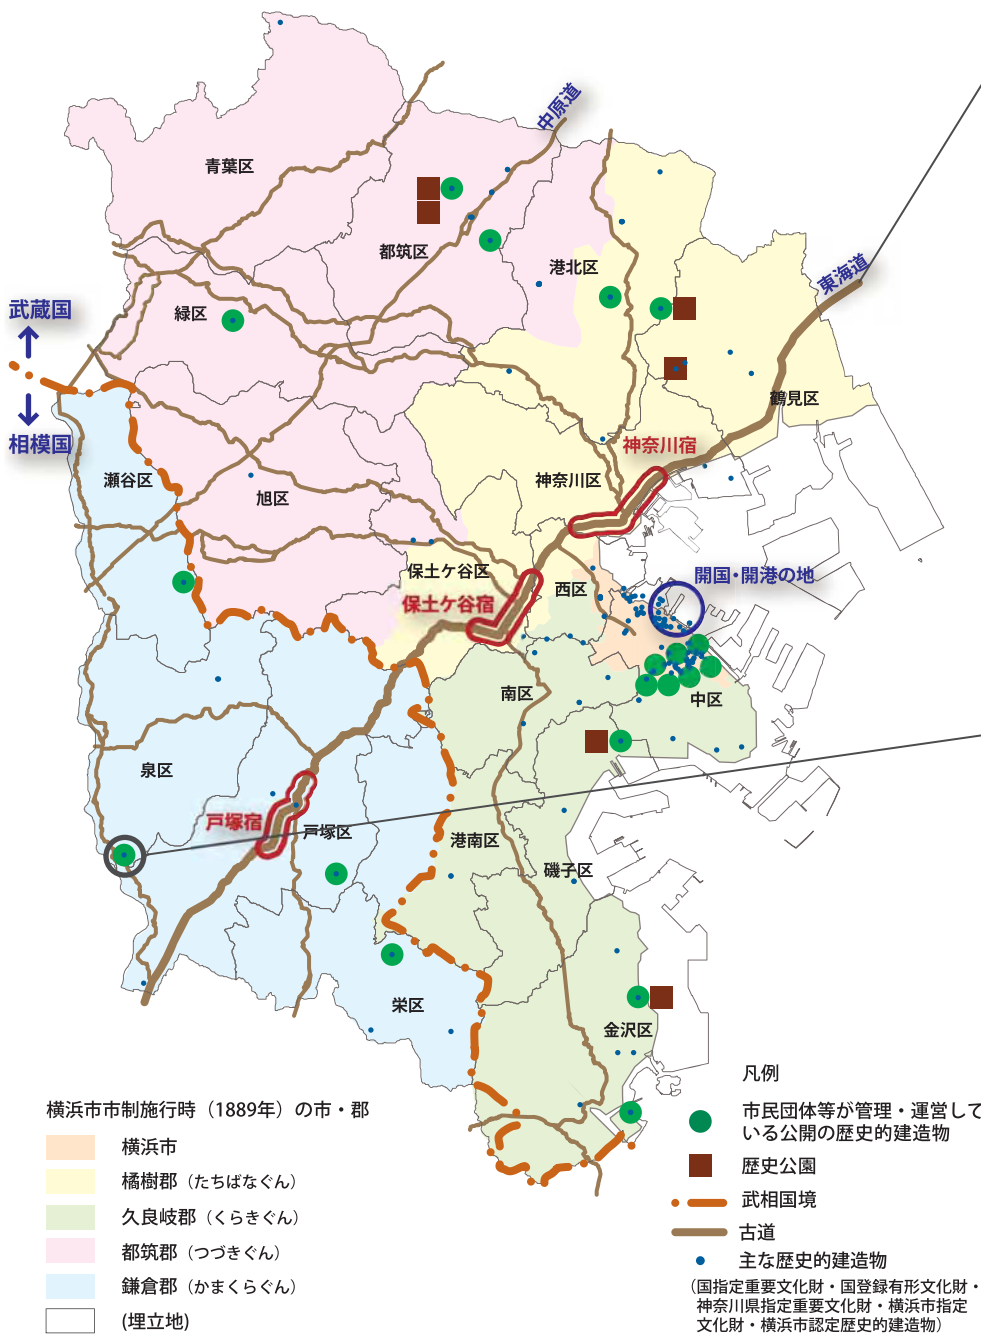 中原道
青葉区
都筑区
港北区
東海道
武蔵国
緑区
相模国
鶴見区
神奈川宿
瀬谷区
旭区
神奈川区
保土ケ谷区
開国・開港の地
西区
保土ケ谷宿
南区
中区
泉区
戸塚宿
戸塚区
港南区
磯子区
栄区
金沢区
横浜市市制施行時（1889年）の市・郡
横浜市
橘樹郡（たちばなぐん）
久良岐郡（くらきぐん）
都筑郡（つづきぐん）
鎌倉郡（かまくらぐん）
(埋立地)
凡例
市民団体等が管理・運営して
いる公開の歴史的建造物
歴史公園
武相国境
古道
主な歴史的建造物
（国指定重要文化財・国登録有形文化財・
神奈川県指定重要文化財・横浜市指定
文化財・横浜市認定歴史的建造物）